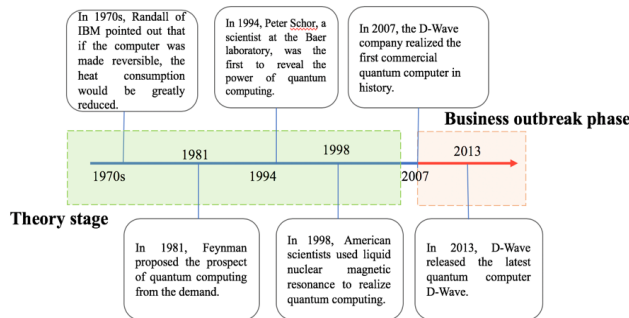 In 1970s, Randall of
IBM pointed out that
if the computer was
made reversible, the
heat consumption
would be greatly
reduced.
In 1994, Peter Schor, a
scientist at the Baer
laboratory, was the
first to reveal the
power of quantum
computing.
In 2007, the D-Wave
company realized the
first commercial
quantum computer in
history.
Business outbreak phase
1981
1998
2013
1970s
1994
2007
Theory stage
In 1981, Feynman
proposed the prospect
of quantum computing
from the demand.
In 1998, American
scientists used liquid
nuclear magnetic
resonance to realize
quantum computing.
In 2013, D-Wave
released the latest
quantum computer
D-Wave.